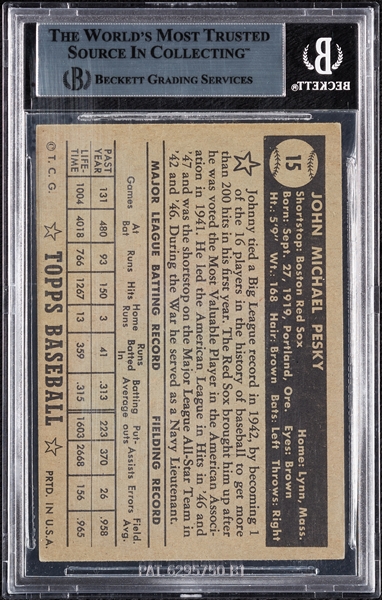 THE WORLD'S MOST TRUSTED
SOURCE IN COLLECTING™
BECKETT GRADING SERVICES
BECKETT
15
JOHN MICHAEL PESKY
Shortstop: Boston Red Sox Home: Lynn, Mass.
Born: Sept. 27, 1919, Portland, Ore. Eyes: Brown
Ht.: 5'9" Wt.: 168 Hair: Brown Bats: Left Throws: Right
Johnny tied a Big League record in 1942, by becoming 1
of the 16 players in the history of baseball to get more
than 200 hits in his first year. The Red Sox brought him up after
he was voted the Most Valuable Player in the American Associ-
ation in 1941. He led the American League in Hits in '46 and
'47 and was the shortstop on the Major League All-Star Team in
'42 and '46. During the War he served as a Navy Lieutenant.
MAJOR LEAGUE BATTING RECORD FIELDING RECORD
Games At Bat Runs Hits Home Runs Runs Batted In Batting Average Put-outs Assists Errors Field. Avg.
PAST YEAR 131 480 93 150 3 41 .313 223 370 26 .958
LIFE-TIME 1004 4018 766 1267 13 359 .315 1603 2668 156 .965
© T. C. G. TOPPS BASEBALL PRTD. IN U.S.A.
PAT 6295750 B1